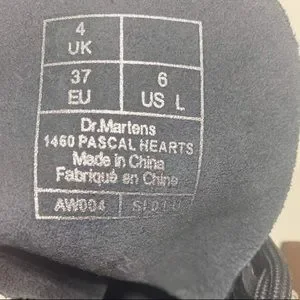 4
UK
37 6
EU US L
Dr.Martens
1460 PASCAL HEARTS
Made in China
Fabriqué en Chine
AW004